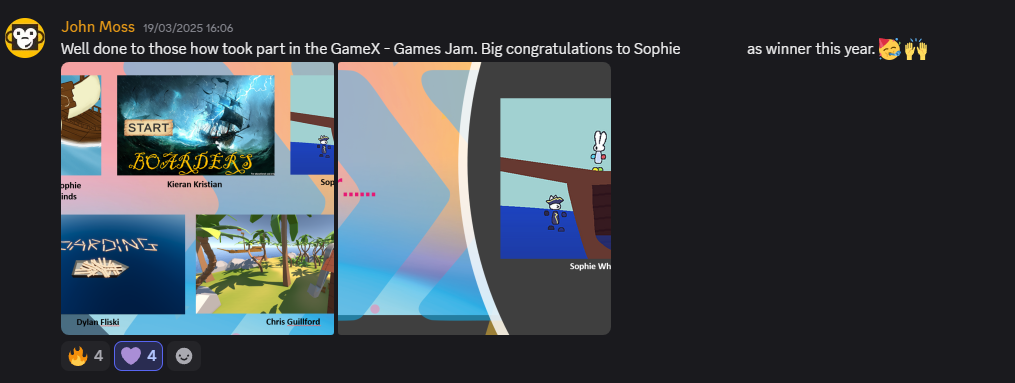 John Moss 19/03/2025 16:06
Well done to those how took part in the GameX - Games Jam. Big congratulations to Sophie as winner this year.
START
BOARDERS
ophie
inds
Kieran Kristian
Sop
OARDING
Dylan Fliski
Chris Guillford
Sophie Wh
4
4